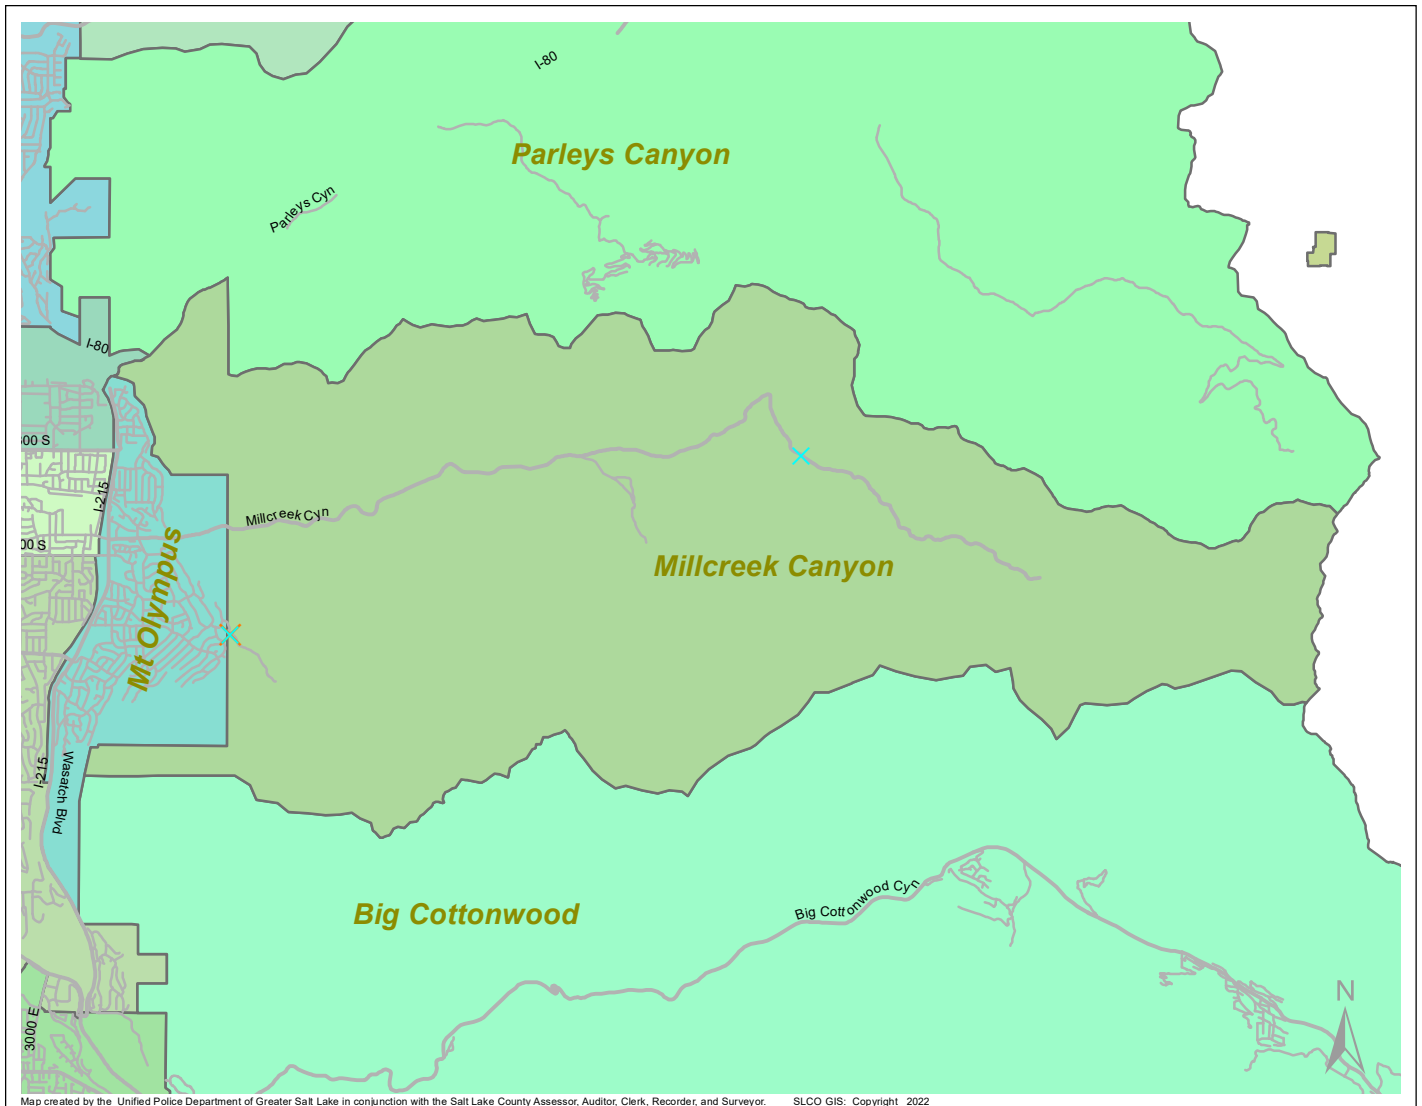 I-80
Parleys Canyon
Parleys Cyn
I-80
00 S
I-215
Millcreek Cyn
00 S
Mt Olympus
Millcreek Canyon
I-215
Wasatch Blvd
Big Cottonwood Cyn
Big Cottonwood
N
3000 E
Map created by the Unified Police Department of Greater Salt Lake in conjunction with the Salt Lake County Assessor, Auditor, Clerk, Recorder, and Surveyor. SLCO GIS: Copyright 2022